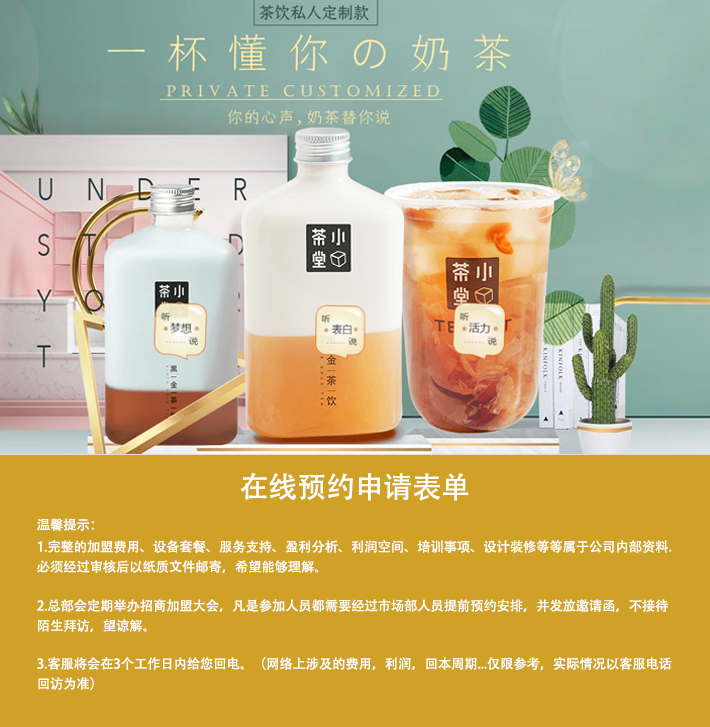 茶饮私人定制款
一杯懂你の奶茶
PRIVATE CUSTOMIZED
你的心声,奶茶替你说
UNDER
小茶堂
听
梦想
说
黑金茶
小茶堂
听
表白
说
金茶饮
小茶堂
听
活力
说
KINFOLK
KINFOLK
在线预约申请表单
温馨提示:
1.完整的加盟费用、设备套餐、服务支持、盈利分析、利润空间、培训事项、设计装修等等属于公司内部资料.
必须经过审核后以纸质文件邮寄，希望能够理解。
2.总部会定期举办招商加盟大会，凡是参加人员都需要经过市场部人员提前预约安排，并发放邀请函，不接待
陌生拜访，望谅解。
3.客服将会在3个工作日内给您回电。（网络上涉及的费用，利润，回本周期...仅限参考，实际情况以客服电话
回访为准）